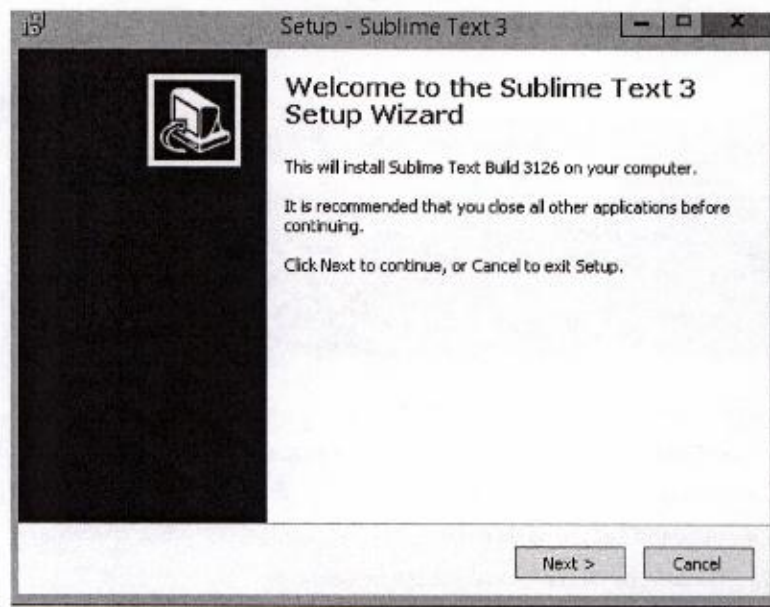 Setup - Sublime Text 3
Welcome to the Sublime Text 3
Setup Wizard
This will install Sublime Text Build 3126 on your computer.
It is recommended that you close all other applications before
continuing.
Click Next to continue, or Cancel to exit Setup.
Next >
Cancel